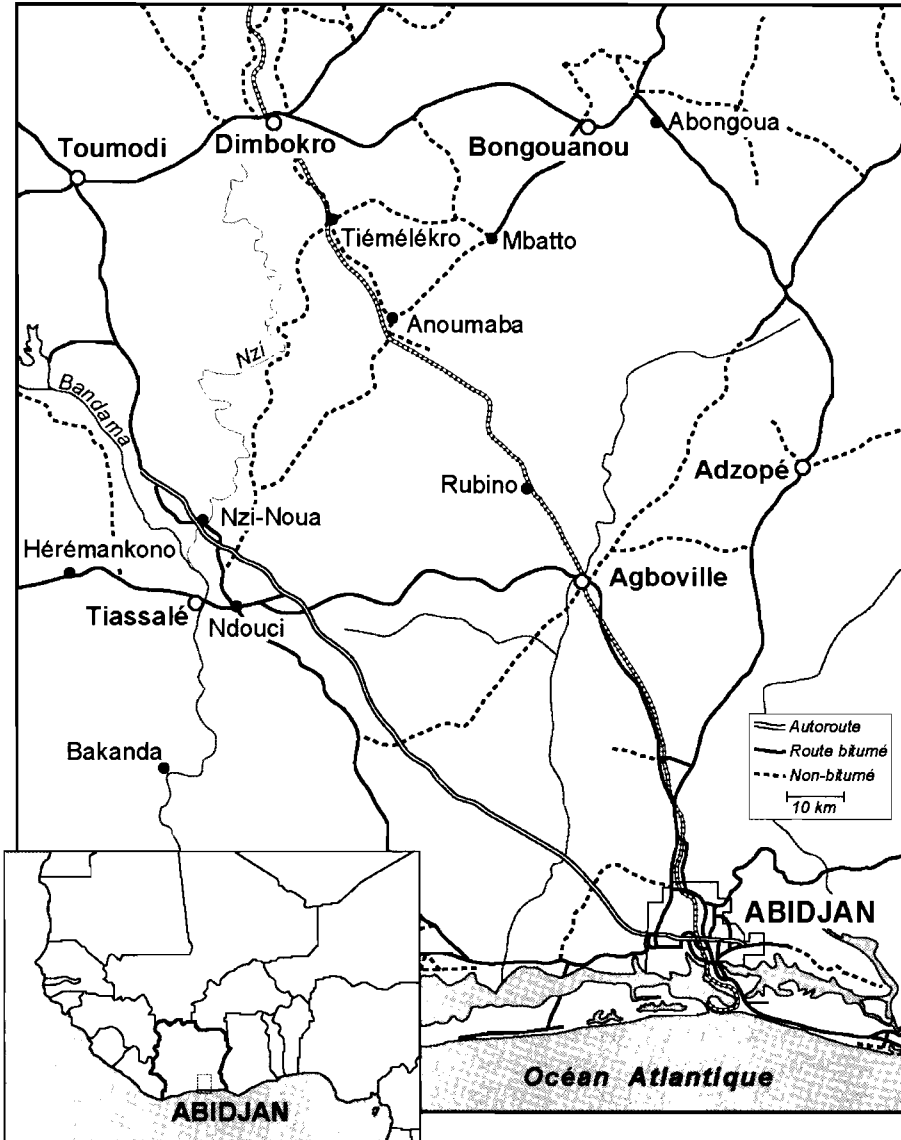 Toumodi
Dimbokro
Bongouanou
Abongoua
Tiémélékro
Mbatto
Anoumaba
Nzi
Bandama
Rubino
Adzopé
Nzi-Noua
Hérémankono
Agboville
Tiassalé
Ndouci
Bakanda
Autoroute
Route bitumé
Non-bitumé
10 km
ABIDJAN
Océan Atlantique
ABIDJAN